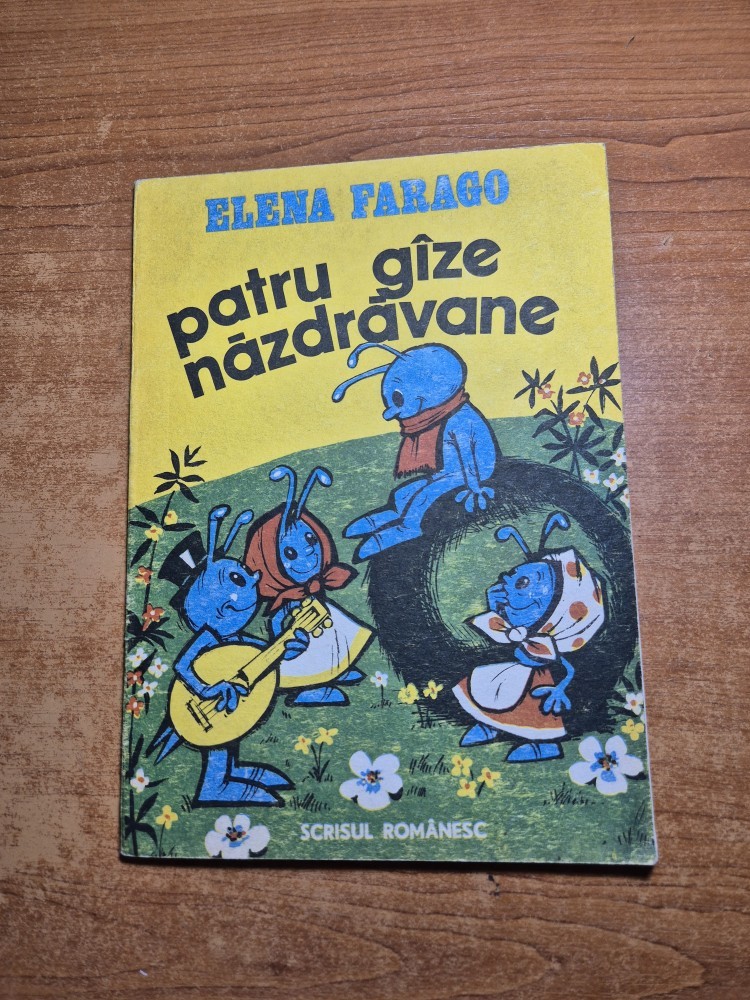 ELENA FARAGO
patru gîze
năzdrăvane
SCRISUL ROMÂNESC